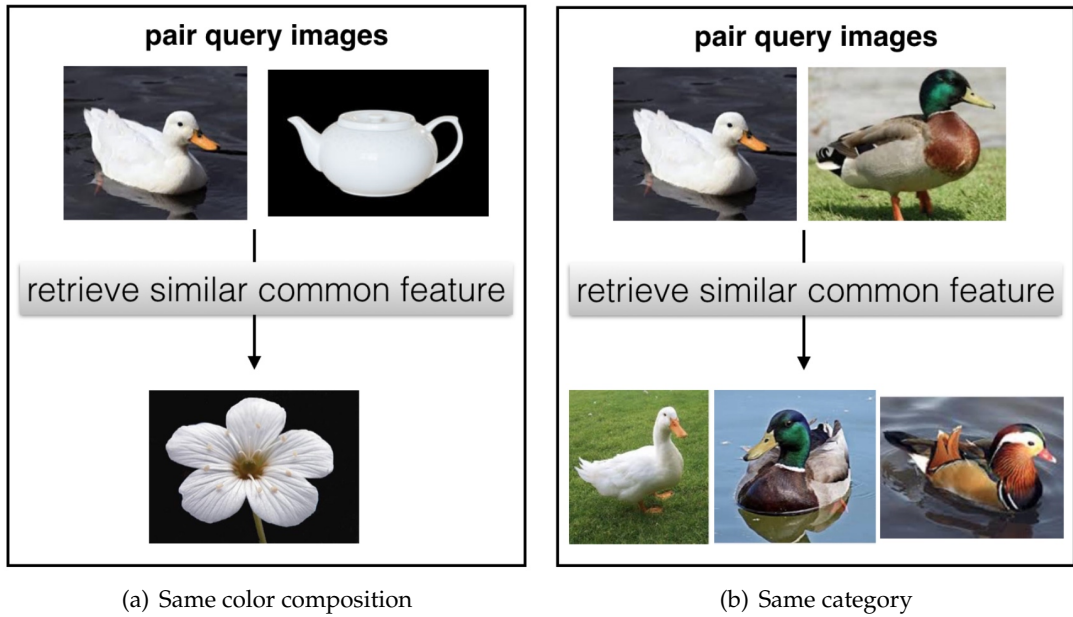 pair query images
retrieve similar common feature
(a) Same color composition
pair query images
retrieve similar common feature
(b) Same category